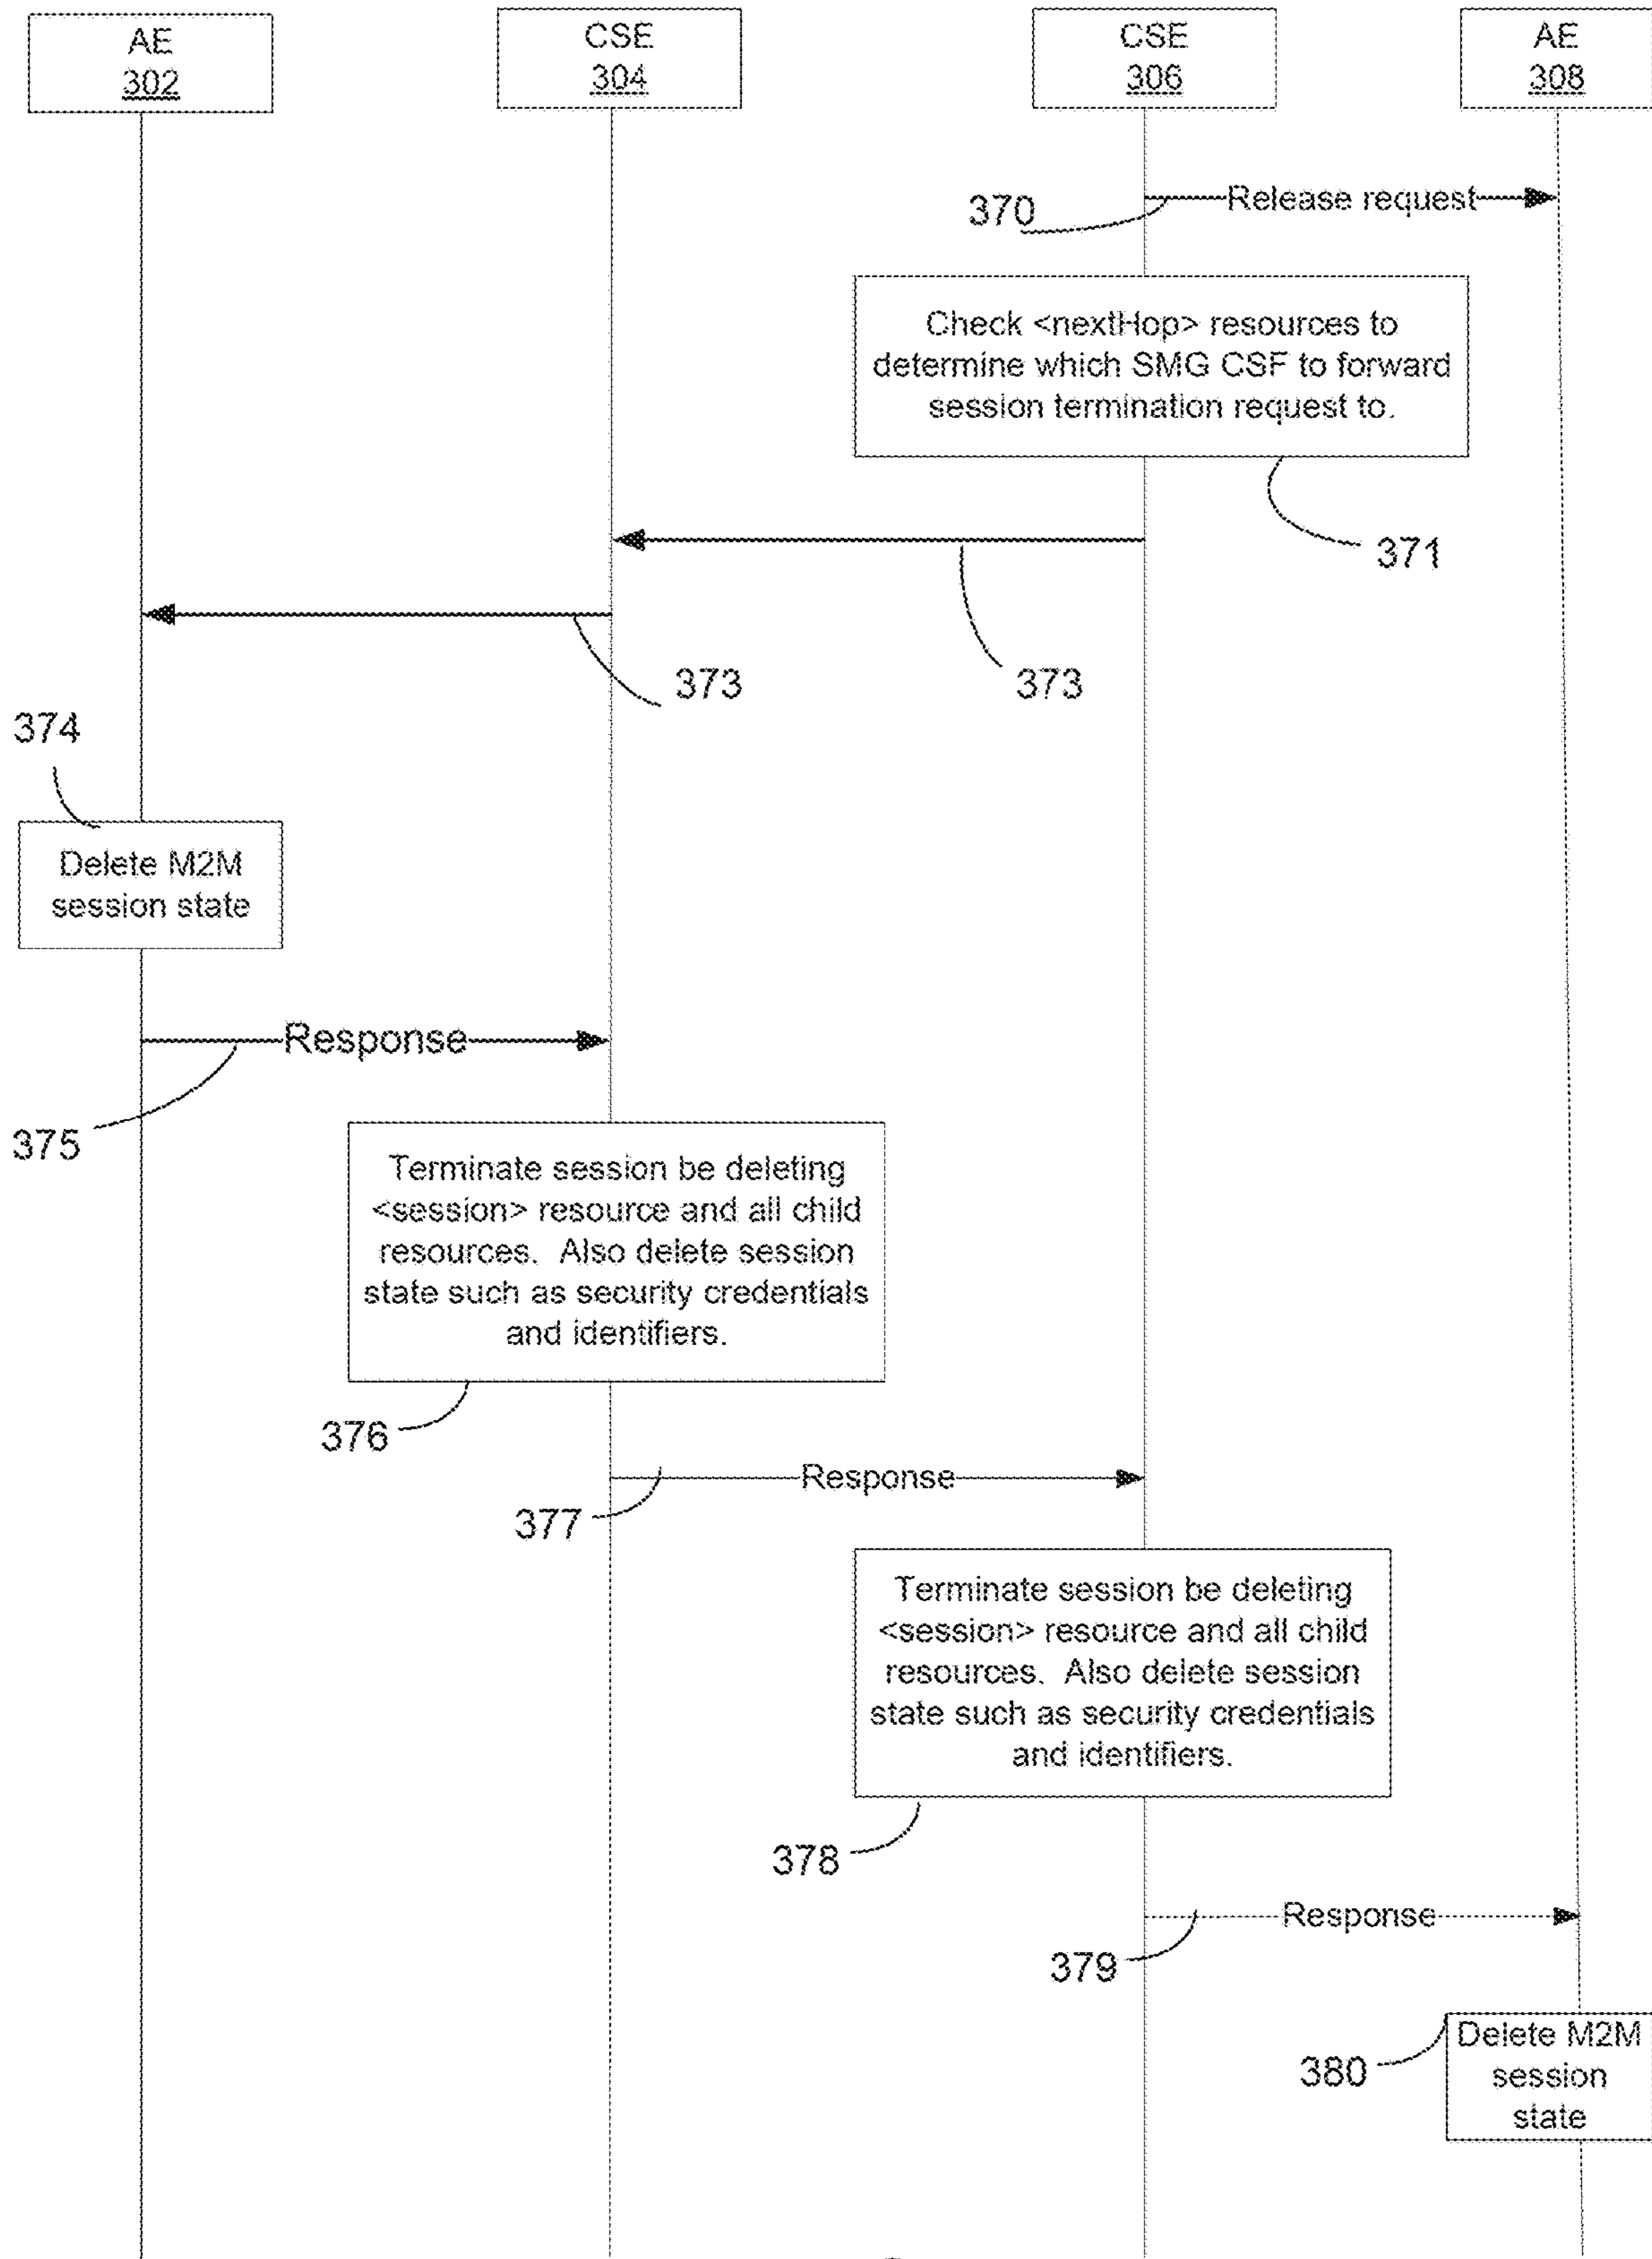 AE
302
CSE
304
CSE
306
AE
308
Release request
370
Check <nextHop> resources to
determine which SMG CSF to forward
session termination request to.
371
373
373
374
Delete M2M
session state
Response
375
Terminate session be deleting
<session> resource and all child
resources. Also delete session
state such as security credentials
and identifiers.
376
Response
377
Terminate session be deleting
<session> resource and all child
resources. Also delete session
state such as security credentials
and identifiers.
378
Response
379
Delete M2M
session
state
380